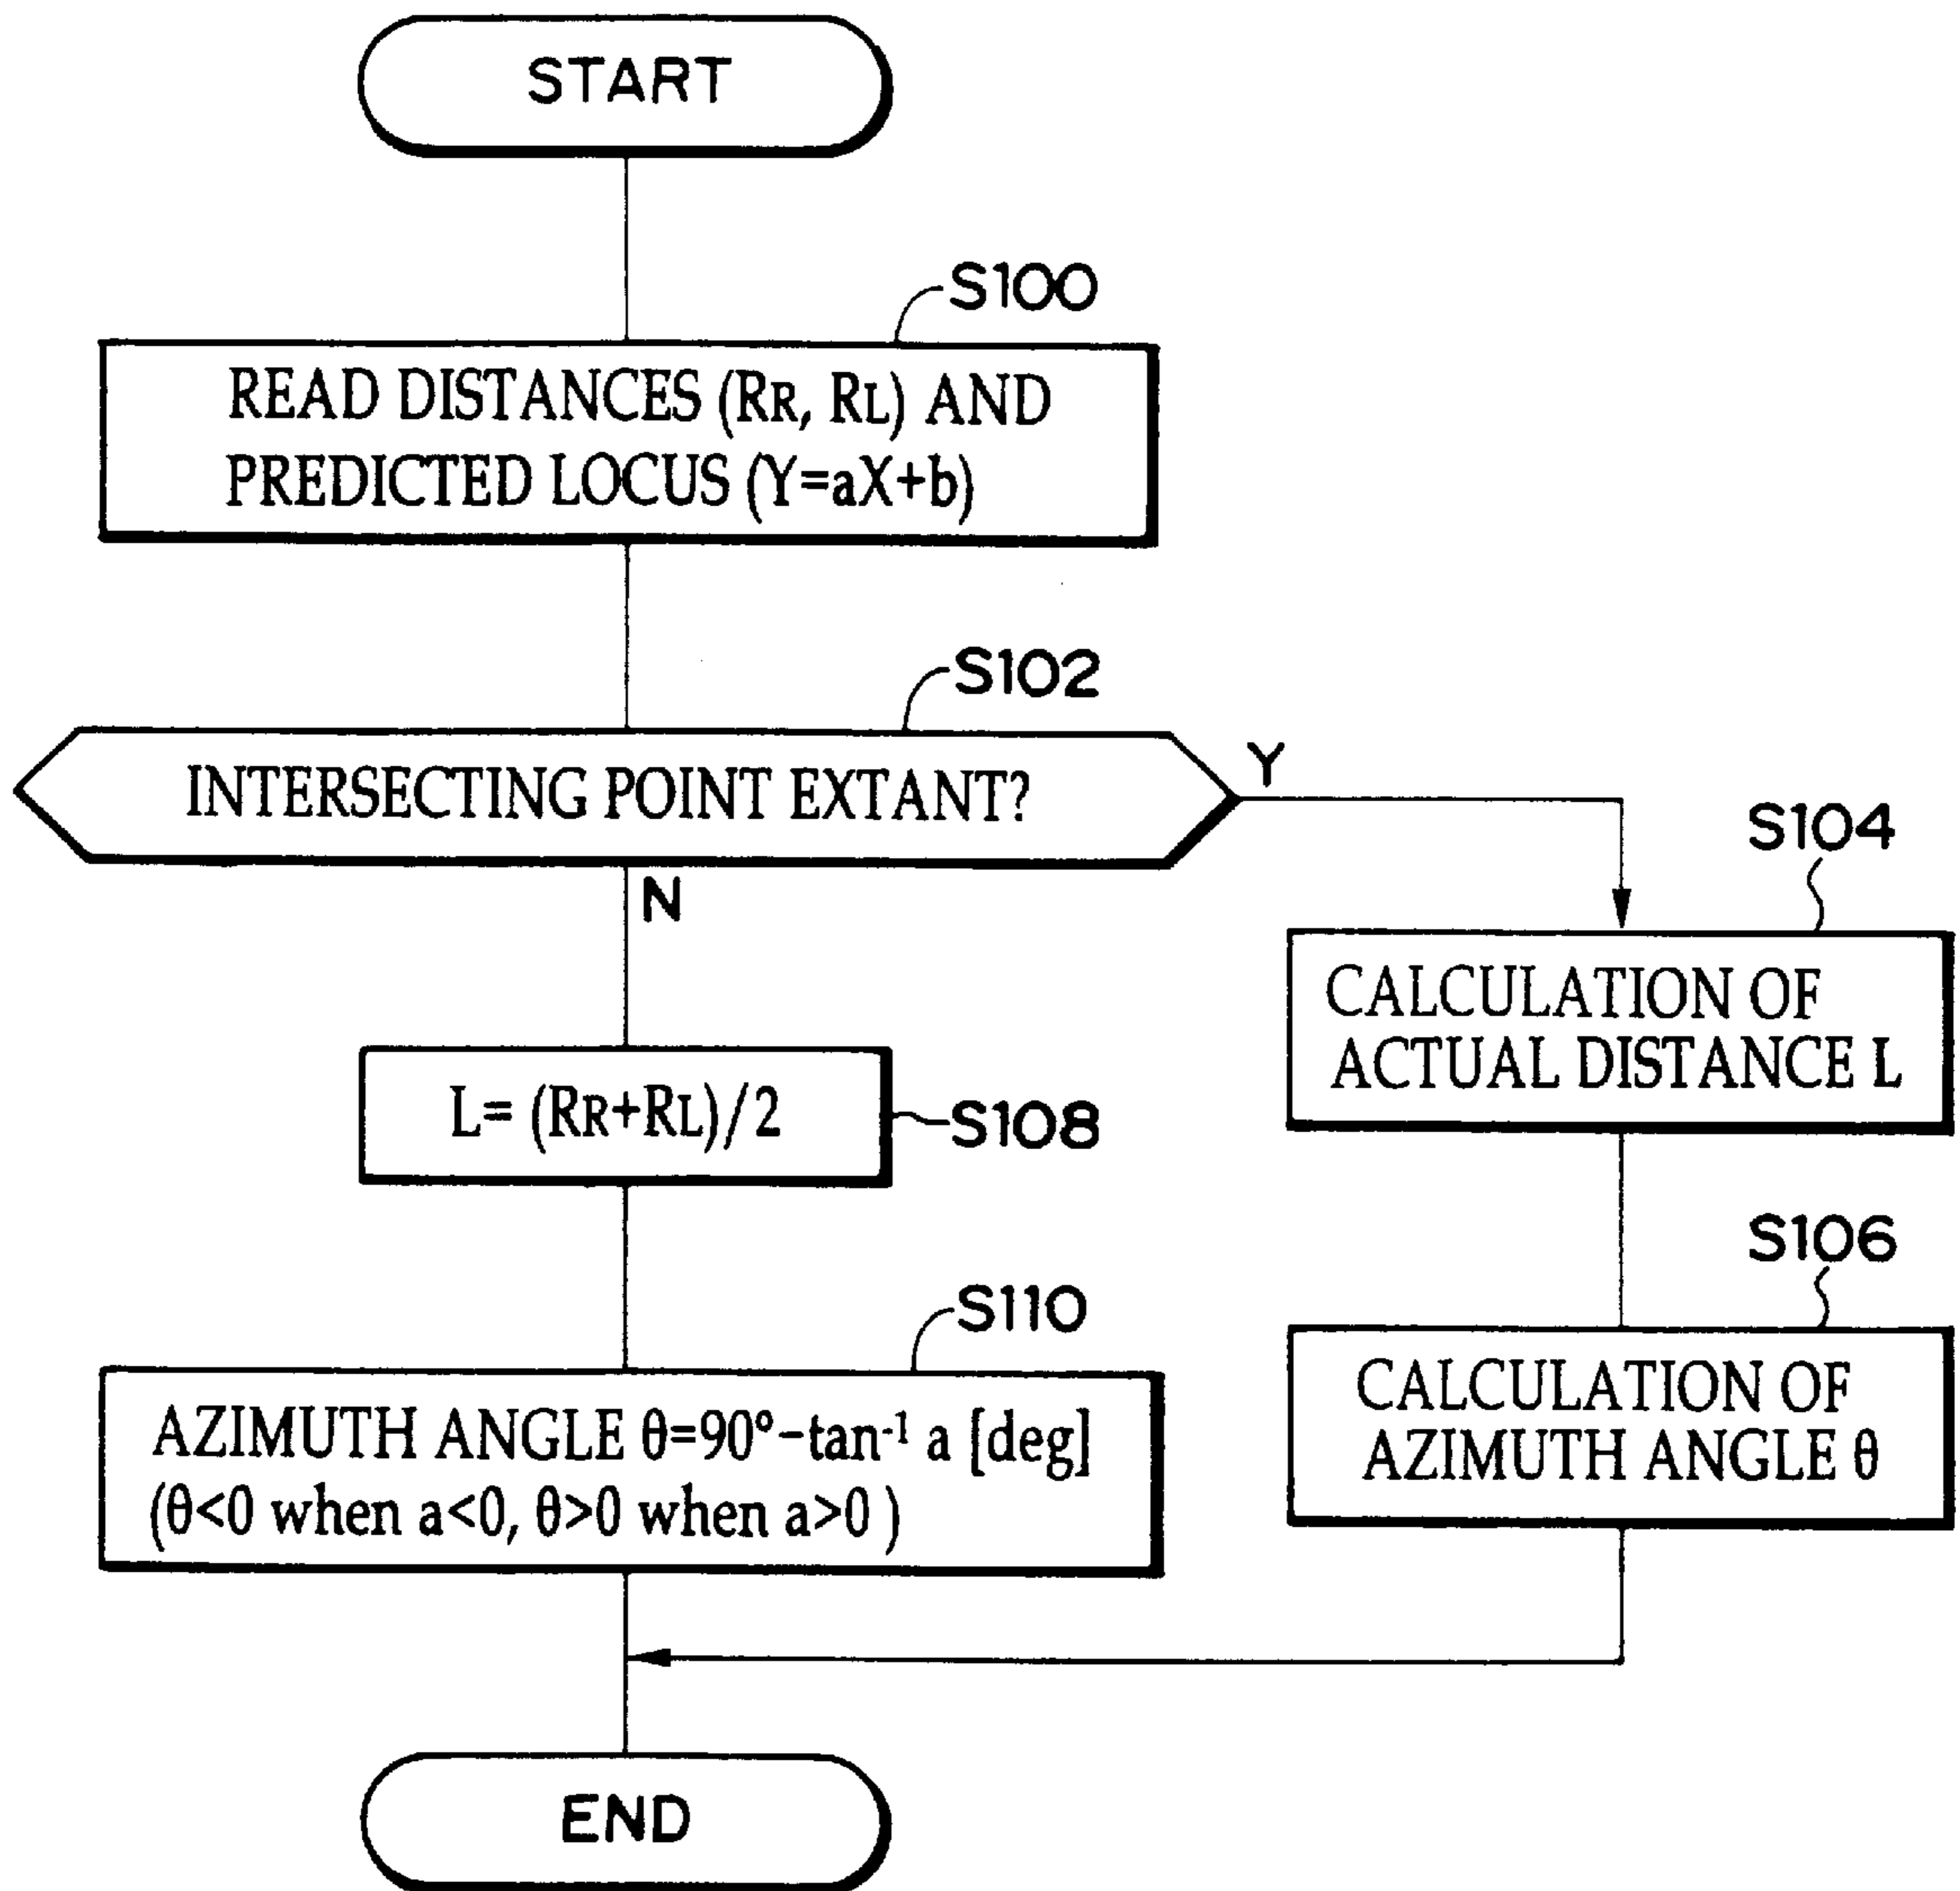 START
S100
READ DISTANCES (RR, RL) AND
PREDICTED LOCUS (Y=aX+b)
S102
INTERSECTING POINT EXTANT?
Y
N
S104
CALCULATION OF
ACTUAL DISTANCE L
L= (RR+RL)/2
S108
S106
CALCULATION OF
AZIMUTH ANGLE θ
S110
AZIMUTH ANGLE θ=90°-tan⁻¹ a [deg]
(θ<0 when a<0, θ>0 when a>0 )
END